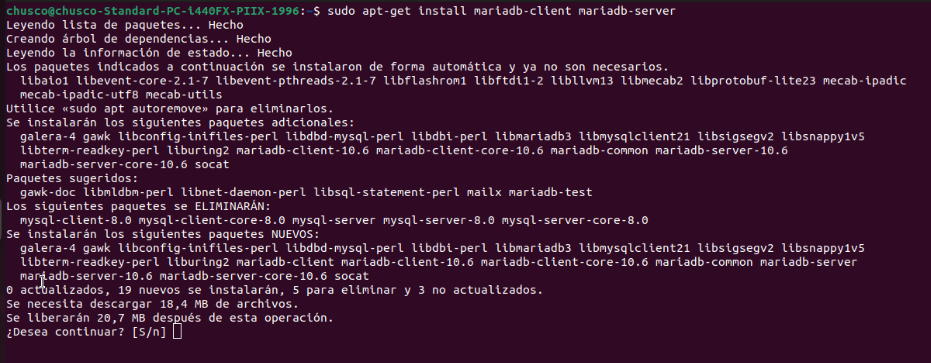 chusco@chusco-Standard-PC-i440FX-PIIX-1996:~$ sudo apt-get install mariadb-client mariadb-server
Leyendo lista de paquetes... Hecho
Creando árbol de dependencias... Hecho
Leyendo la información de estado... Hecho
Los paquetes indicados a continuación se instalaron de forma automática y ya no son necesarios.
  libaio1 libevent-core-2.1-7 libevent-pthreads-2.1-7 libflashrom1 libftdi1-2 libllvm13 libmecab2 libprotobuf-lite23 mecab-ipadic
  mecab-ipadic-utf8 mecab-utils
Utilice «sudo apt autoremove» para eliminarlos.
Se instalarán los siguientes paquetes adicionales:
  galera-4 gawk libconfig-inifiles-perl libdbd-mysql-perl libdbi-perl libmariadb3 libmysqlclient21 libsigsegv2 libsnappy1v5
  libterm-readkey-perl liburing2 mariadb-client-10.6 mariadb-client-core-10.6 mariadb-common mariadb-server-10.6
  mariadb-server-core-10.6 socat
Paquetes sugeridos:
  gawk-doc libmldbm-perl libnet-daemon-perl libsql-statement-perl mailx mariadb-test
Los siguientes paquetes se ELIMINARÁN:
  mysql-client-8.0 mysql-client-core-8.0 mysql-server mysql-server-8.0 mysql-server-core-8.0
Se instalarán los siguientes paquetes NUEVOS:
  galera-4 gawk libconfig-inifiles-perl libdbd-mysql-perl libdbi-perl libmariadb3 libmysqlclient21 libsigsegv2 libsnappy1v5
  libterm-readkey-perl liburing2 mariadb-client mariadb-client-10.6 mariadb-client-core-10.6 mariadb-common mariadb-server
  mariadb-server-10.6 mariadb-server-core-10.6 socat
0 actualizados, 19 nuevos se instalarán, 5 para eliminar y 3 no actualizados.
Se necesita descargar 18,4 MB de archivos.
Se liberarán 20,7 MB después de esta operación.
¿Desea continuar? [S/n]